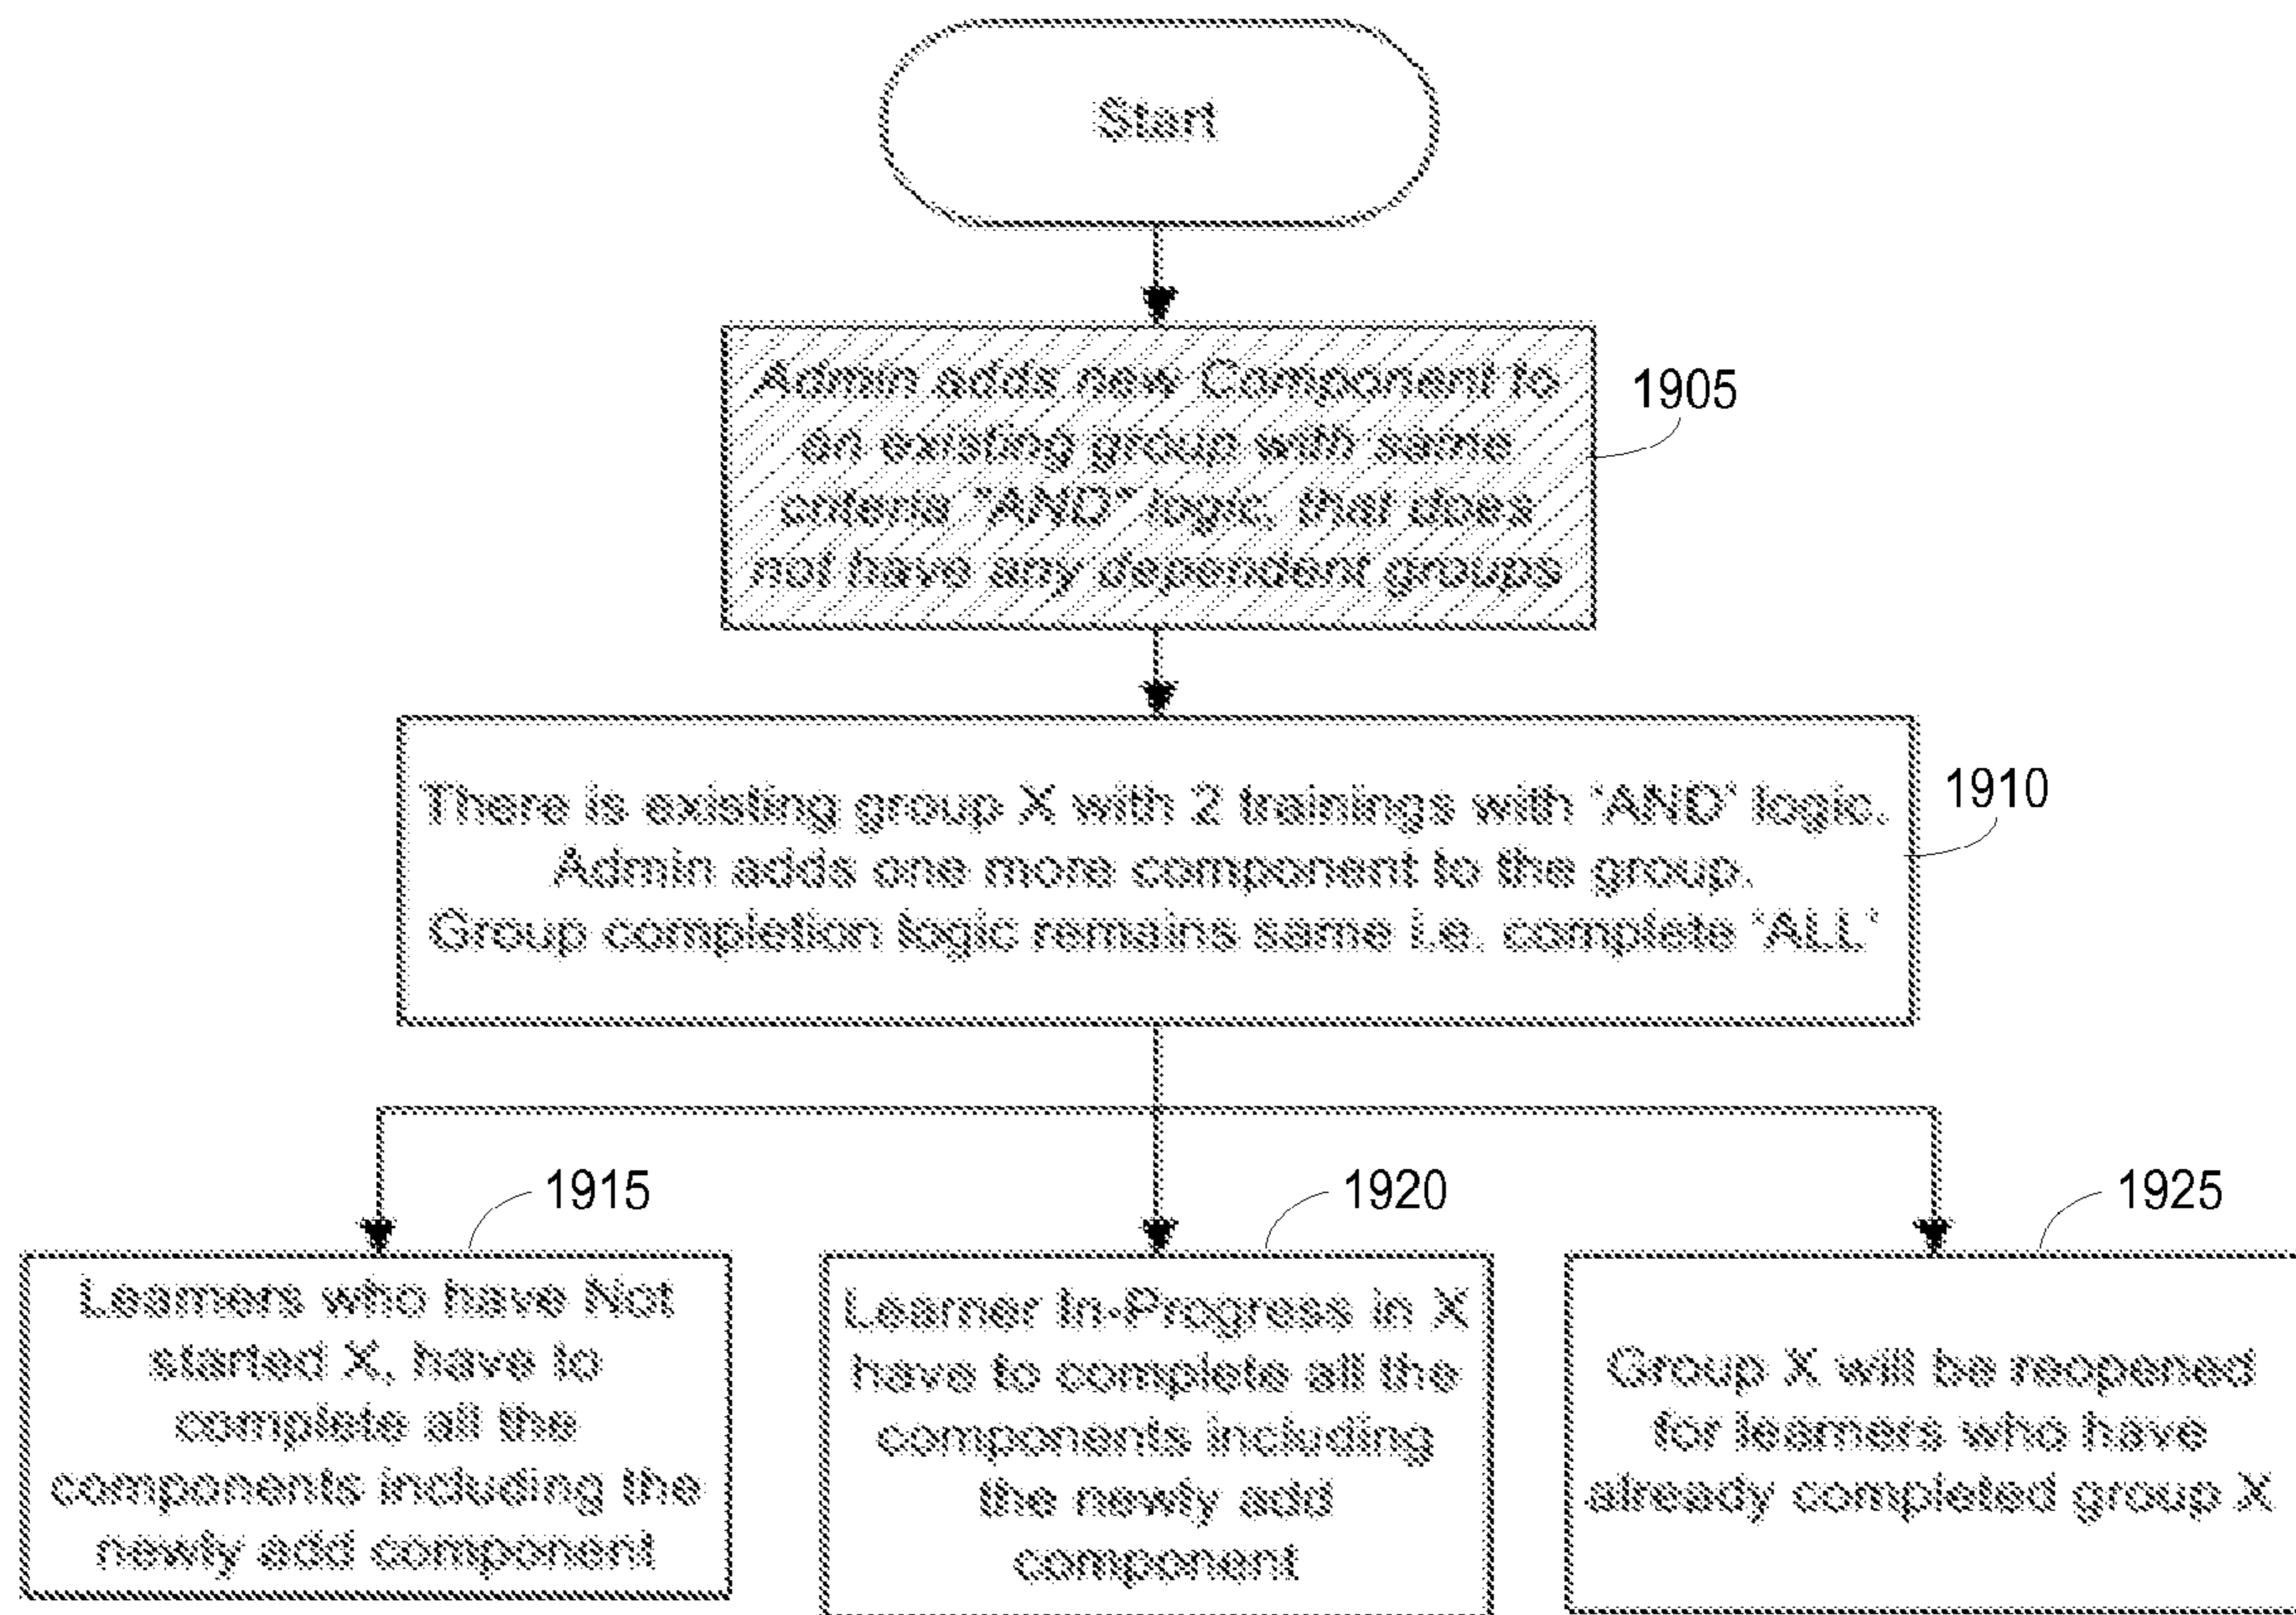 Start
Admin adds new Component to
an existing group with same
criteria "AND" logic, that does
not have any dependent groups
1905
There is existing group X with 2 trainings with 'AND' logic.
Admin adds one more component to the group.
Group completion logic remains same i.e. complete 'ALL'
1910
1915
Learners who have Not
started X, have to
complete all the
components including the
newly add component
1920
Learner In-Progress in X
have to complete all the
components including
the newly add
component
1925
Group X will be reopened
for learners who have
already completed group X